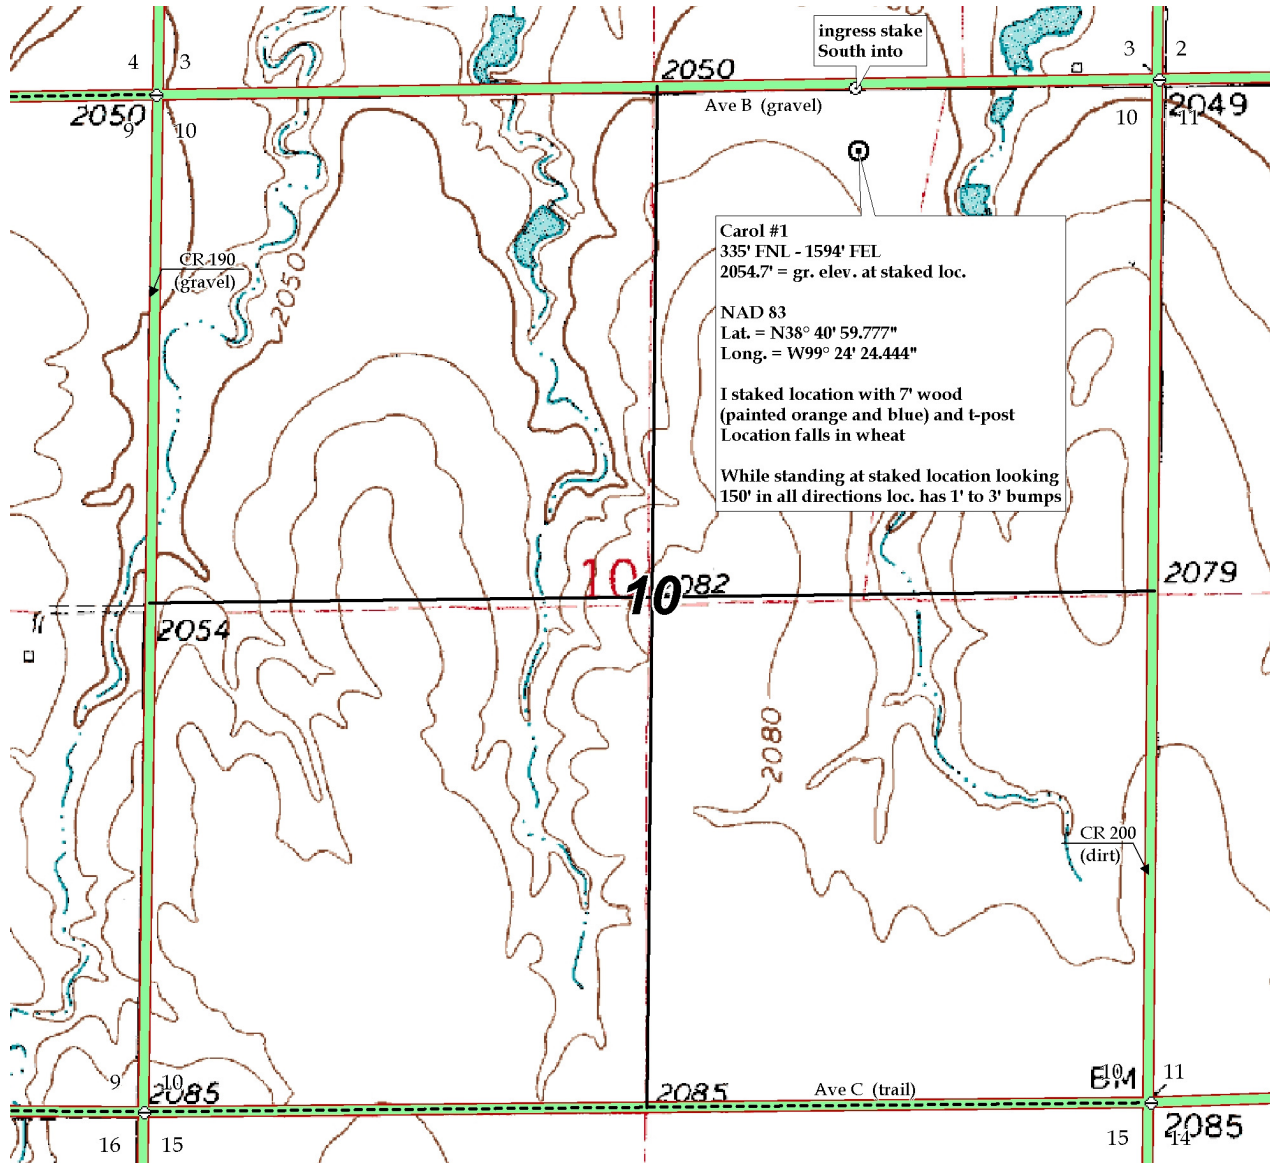 ingress stake
South into
4
3
3
2
2050
2050
Ave B (gravel)
2049
9
10
10
11
CR 190
(gravel)
2050
Carol #1
335' FNL - 1594' FEL
2054.7' = gr. elev. at staked loc.
NAD 83
Lat. = N38° 40' 59.777"
Long. = W99° 24' 24.444"
I staked location with 7' wood
(painted orange and blue) and t-post
Location falls in wheat
While standing at staked location looking
150' in all directions loc. has 1' to 3' bumps
10
10
2082
2079
2054
2080
CR 200
(dirt)
9
10
2085
2085
Ave C (trail)
BM
10
11
2085
16
15
15
14